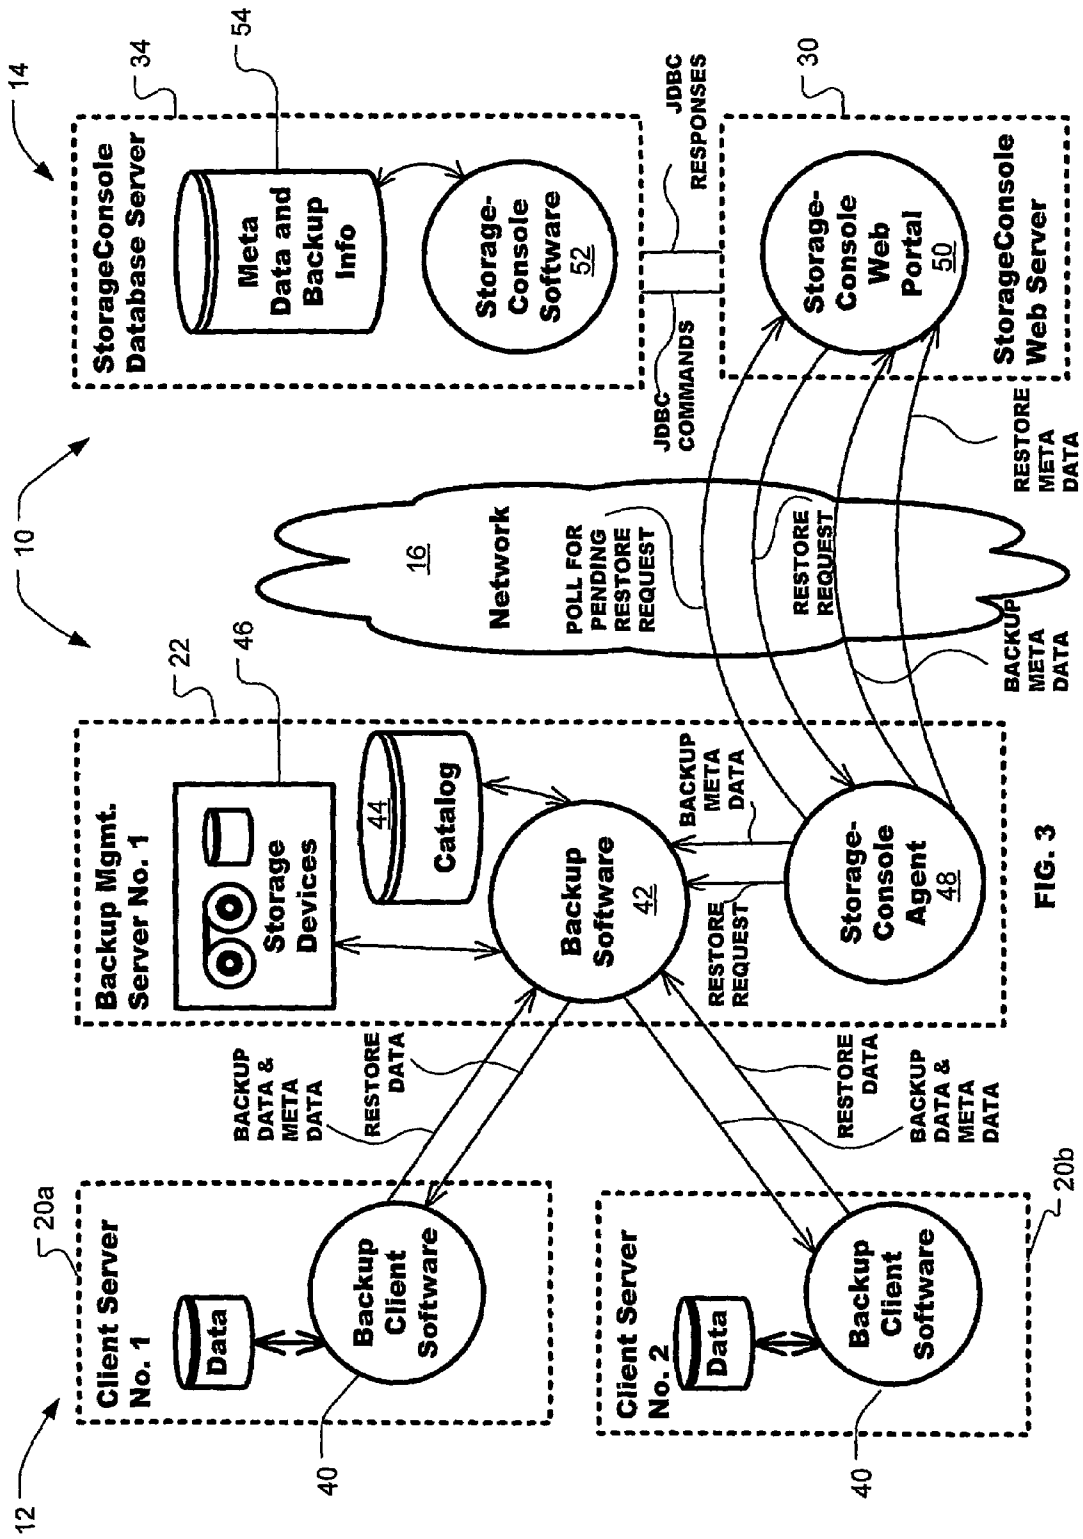 12
10
14
Client Server
No. 1
20a
Data
Backup
Client
Software
40
Client Server
No. 2
20b
Data
Backup
Client
Software
40
BACKUP
DATA &
META
DATA
RESTORE
DATA
RESTORE
DATA
BACKUP
DATA &
META
DATA
Backup Mgmt.
Server No. 1
22
46
Storage
Devices
44
Catalog
Backup
Software
42
RESTORE
REQUEST
BACKUP
META
DATA
Storage-
Console
Agent
48
16
Network
POLL FOR
PENDING
RESTORE
REQUEST
RESTORE
REQUEST
BACKUP
META
DATA
RESTORE
META
DATA
StorageConsole
Database Server
34
54
Meta
Data and
Backup
Info
Storage-
Console
Software
52
JDBC
COMMANDS
JDBC
RESPONSES
30
Storage-
Console
Web
Portal
50
StorageConsole
Web Server
FIG. 3